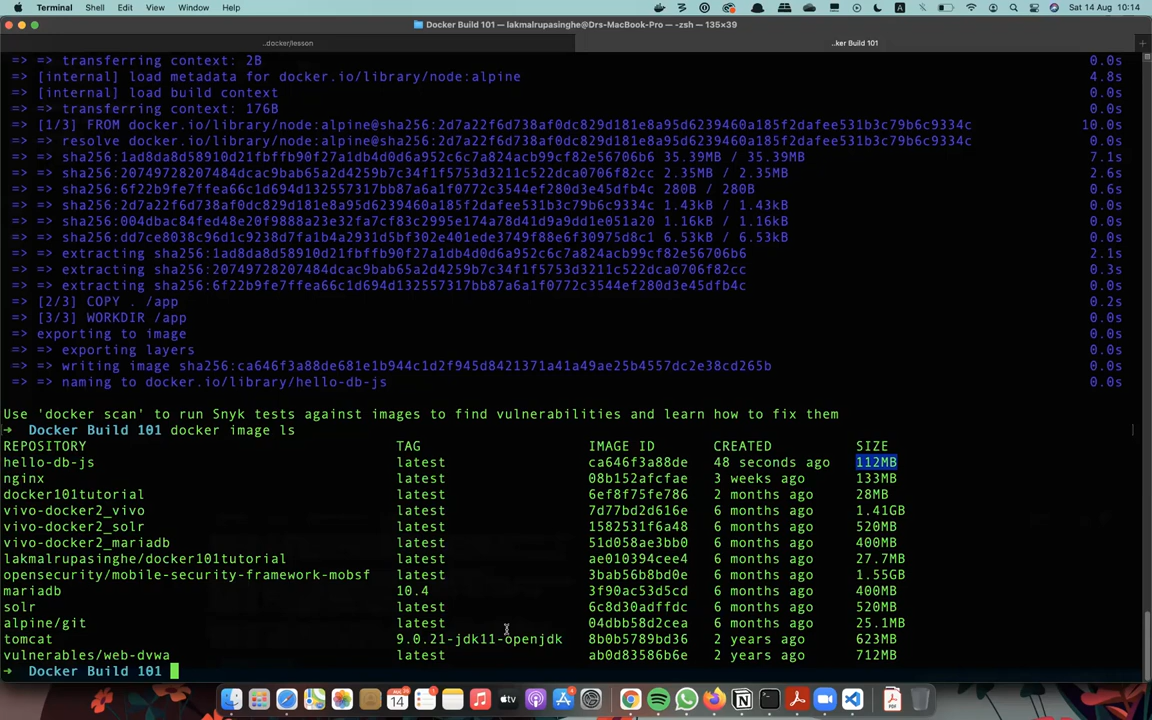 Terminal Shell Edit View Window Help Sat 14 Aug 10:14
Docker Build 101 — lakmalrupasinghe@Drs-MacBook-Pro — -zsh — 135×39
..docker/lesson ..ker Build 101
=> => transferring context: 2B 0.0s
=> [internal] load metadata for docker.io/library/node:alpine 4.8s
=> [internal] load build context 0.0s
=> => transferring context: 176B 0.0s
=> [1/3] FROM docker.io/library/node:alpine@sha256:2d7a22f6d738af0dc829d181e8a95d6239460a185f2dafee531b3c79b6c9334c 10.0s
=> => resolve docker.io/library/node:alpine@sha256:2d7a22f6d738af0dc829d181e8a95d6239460a185f2dafee531b3c79b6c9334c 0.0s
=> => sha256:1ad8da8d58910d21fbffb90f27a1db4d0d6a952c6c7a824acb99cf82e56706b6 35.39MB / 35.39MB 7.1s
=> => sha256:20749728207484dcac9bab65a2d4259b7c34f1f5753d3211c522dca0706f82cc 2.35MB / 2.35MB 2.6s
=> => sha256:6f22b9fe7ffea66c1d694d132557317bb87a6a1f0772c3544ef280d3e45dfb4c 280B / 280B 0.6s
=> => sha256:2d7a22f6d738af0dc829d181e8a95d6239460a185f2dafee531b3c79b6c9334c 1.43kB / 1.43kB 0.0s
=> => sha256:004dbac84fed48e20f9888a23e32fa7cf83c2995e174a78d41d9a9dd1e051a20 1.16kB / 1.16kB 0.0s
=> => sha256:dd7ce8038c96d1c9238d7fa1b4a2931d5bf302e401ede3749f88e6f30975d8c1 6.53kB / 6.53kB 0.0s
=> => extracting sha256:1ad8da8d58910d21fbffb90f27a1db4d0d6a952c6c7a824acb99cf82e56706b6 2.1s
=> => extracting sha256:20749728207484dcac9bab65a2d4259b7c34f1f5753d3211c522dca0706f82cc 0.3s
=> => extracting sha256:6f22b9fe7ffea66c1d694d132557317bb87a6a1f0772c3544ef280d3e45dfb4c 0.0s
=> [2/3] COPY . /app 0.2s
=> [3/3] WORKDIR /app 0.0s
=> exporting to image 0.0s
=> => exporting layers 0.0s
=> => writing image sha256:ca646f3a88de681e1b944c1d2f945d8421371a41a49ae25b4557dc2e38cd265b 0.0s
=> => naming to docker.io/library/hello-db-js 0.0s
Use 'docker scan' to run Snyk tests against images to find vulnerabilities and learn how to fix them
→ Docker Build 101 docker image ls
REPOSITORY TAG IMAGE ID CREATED SIZE
hello-db-js latest ca646f3a88de 48 seconds ago 112MB
nginx latest 08b152afcfae 3 weeks ago 133MB
docker101tutorial latest 6ef8f75fe786 2 months ago 28MB
vivo-docker2_vivo latest 7d77bd2d616e 6 months ago 1.41GB
vivo-docker2_solr latest 1582531f6a48 6 months ago 520MB
vivo-docker2_mariadb latest 51d058ae3bb0 6 months ago 400MB
lakmalrupasinghe/docker101tutorial latest ae010394cee4 6 months ago 27.7MB
opensecurity/mobile-security-framework-mobsf latest 3bab56b8bd0e 6 months ago 1.55GB
mariadb 10.4 3f90ac53d5cd 6 months ago 400MB
solr latest 6c8d30adffdc 6 months ago 520MB
alpine/git latest 04dbb58d2cea 6 months ago 25.1MB
tomcat 9.0.21-jdk11-openjdk 8b0b5789bd36 2 years ago 623MB
vulnerables/web-dvwa latest ab0d83586b6e 2 years ago 712MB
→ Docker Build 101